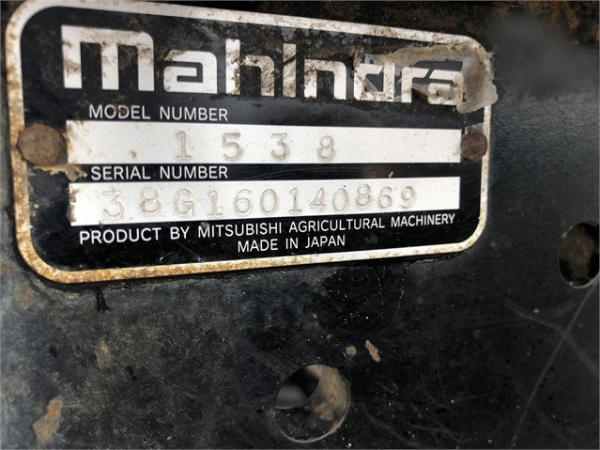 mahindra
MODEL NUMBER
1538
SERIAL NUMBER
38G160140869
PRODUCT BY MITSUBISHI AGRICULTURAL MACHINERY
MADE IN JAPAN